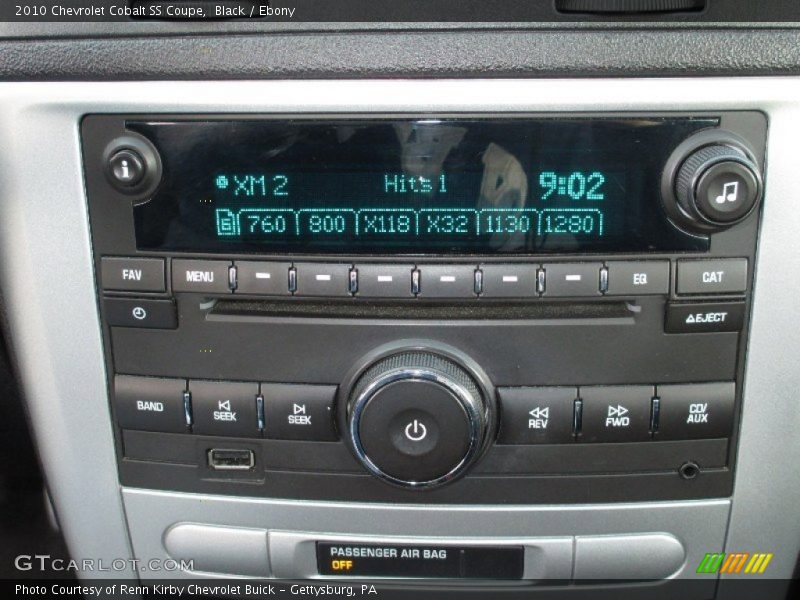 2010 Chevrolet Cobalt SS Coupe, Black / Ebony
i
XM 2 Hits 1 9:02
760 800 X118 X32 1130 1280
FAV MENU EQ CAT
EJECT
BAND SEEK SEEK REV FWD CD/AUX
PASSENGER AIR BAG
OFF
GTCARLOT.COM
Photo Courtesy of Renn Kirby Chevrolet Buick - Gettysburg, PA